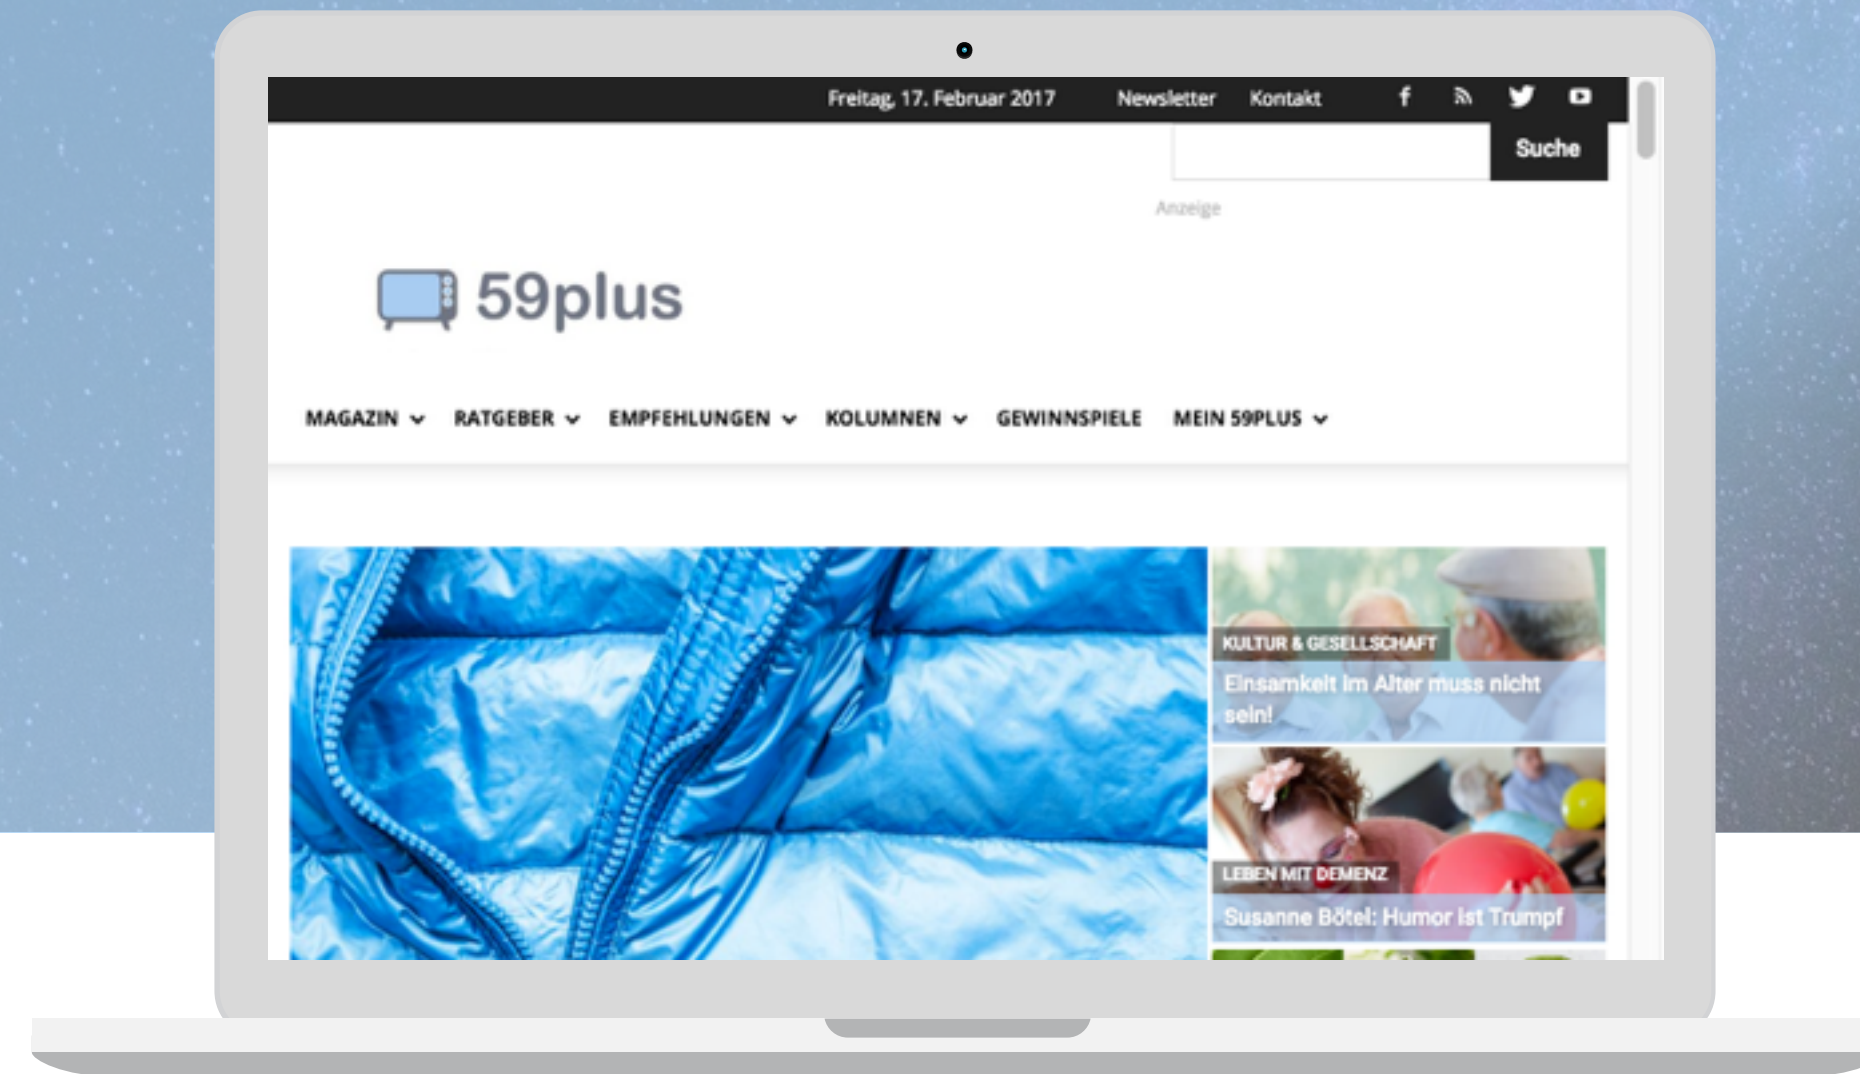 Freitag, 17. Februar 2017 Newsletter Kontakt
Suche
Anzeige
59plus
MAGAZIN RATGEBER EMPFEHLUNGEN KOLUMNEN GEWINNSPIELE MEIN 59PLUS
KULTUR & GESELLSCHAFT
Einsamkeit im Alter muss nicht
sein!
LEBEN MIT DEMENZ
Susanne Bötel: Humor ist Trumpf